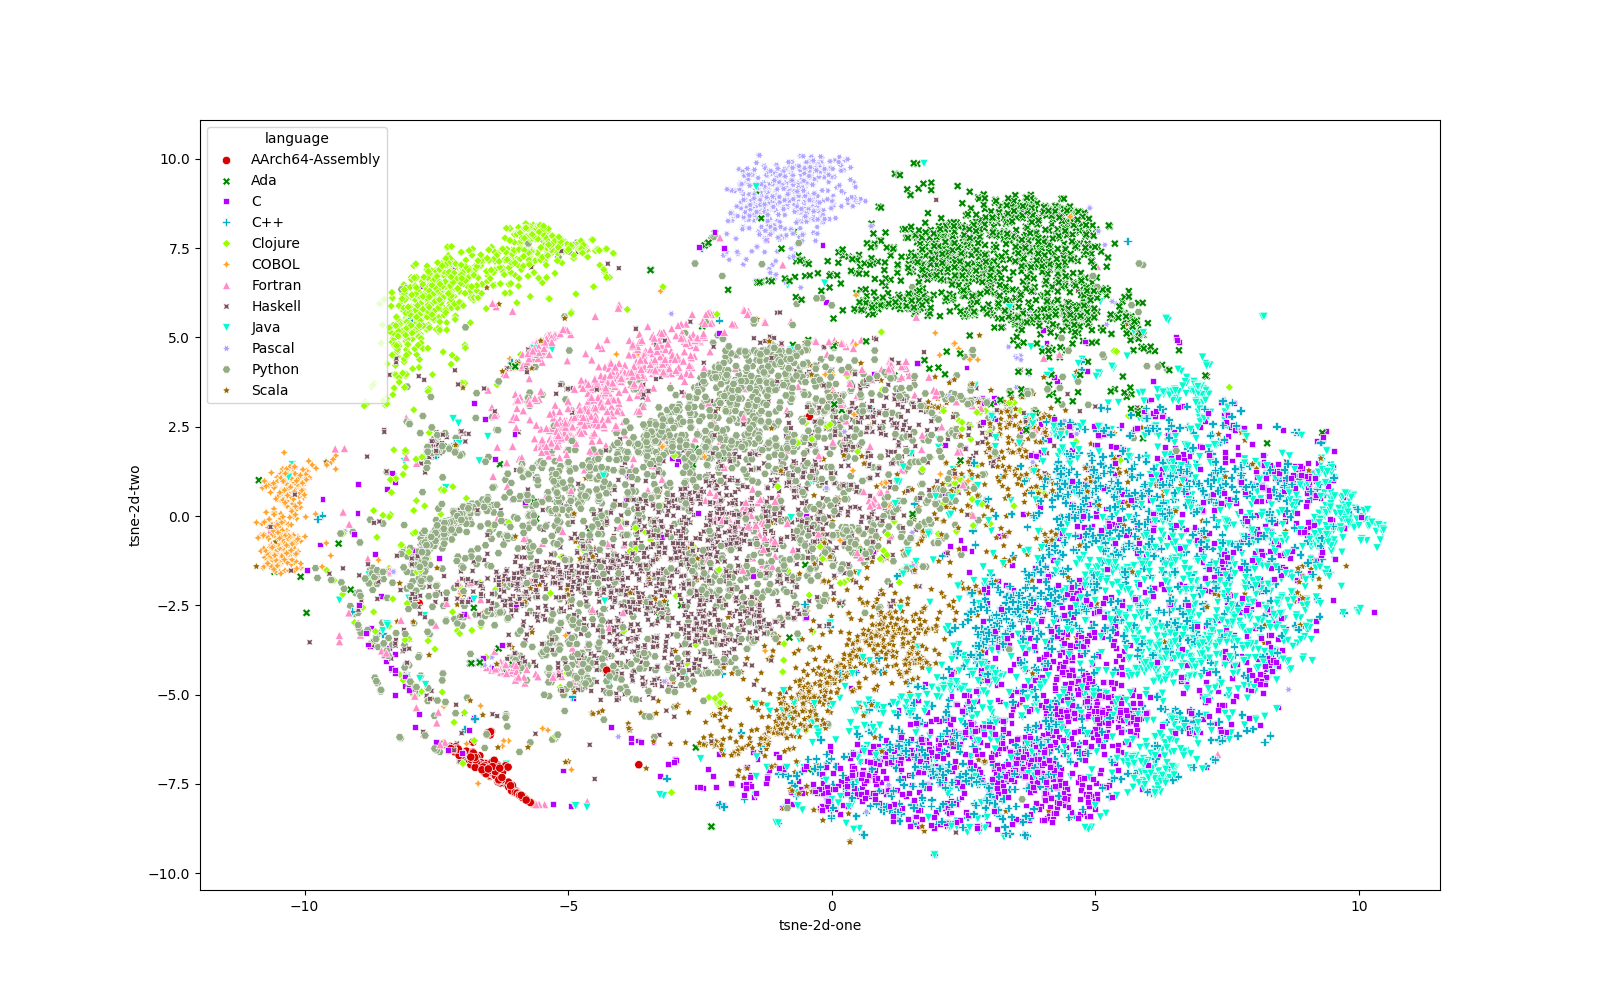 language
AArch64-Assembly
Ada
C
C++
Clojure
COBOL
Fortran
Haskell
Java
Pascal
Python
Scala
10.0
7.5
5.0
2.5
0.0
−2.5
−5.0
−7.5
−10.0
tsne-2d-two
−10
−5
0
5
10
tsne-2d-one